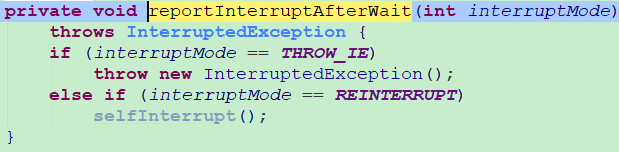 private void reportInterruptAfterWait(int interruptMode)
    throws InterruptedException {
    if (interruptMode == THROW_IE)
        throw new InterruptedException();
    else if (interruptMode == REINTERRUPT)
        selfInterrupt();
}